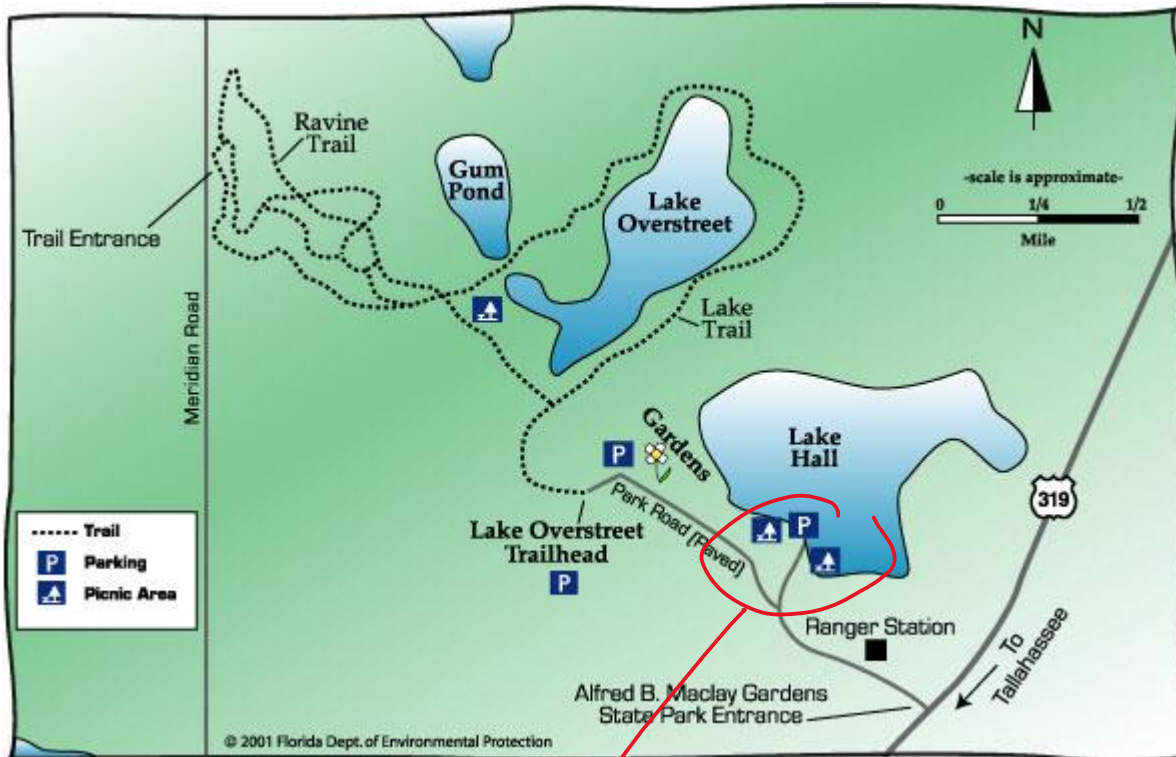 N
Ravine
Trail
Gum
Pond
Lake
Overstreet
-scale is approximate-
0 1/4 1/2
Mile
Trail Entrance
Meridian Road
Lake
Trail
Gardens
Lake
Hall
319
P
Park Road (Paved)
Lake Overstreet
Trailhead
P
P
Trail
P Parking
Picnic Area
Ranger Station
To
Tallahassee
Alfred B. Maclay Gardens
State Park Entrance
© 2001 Florida Dept. of Environmental Protection